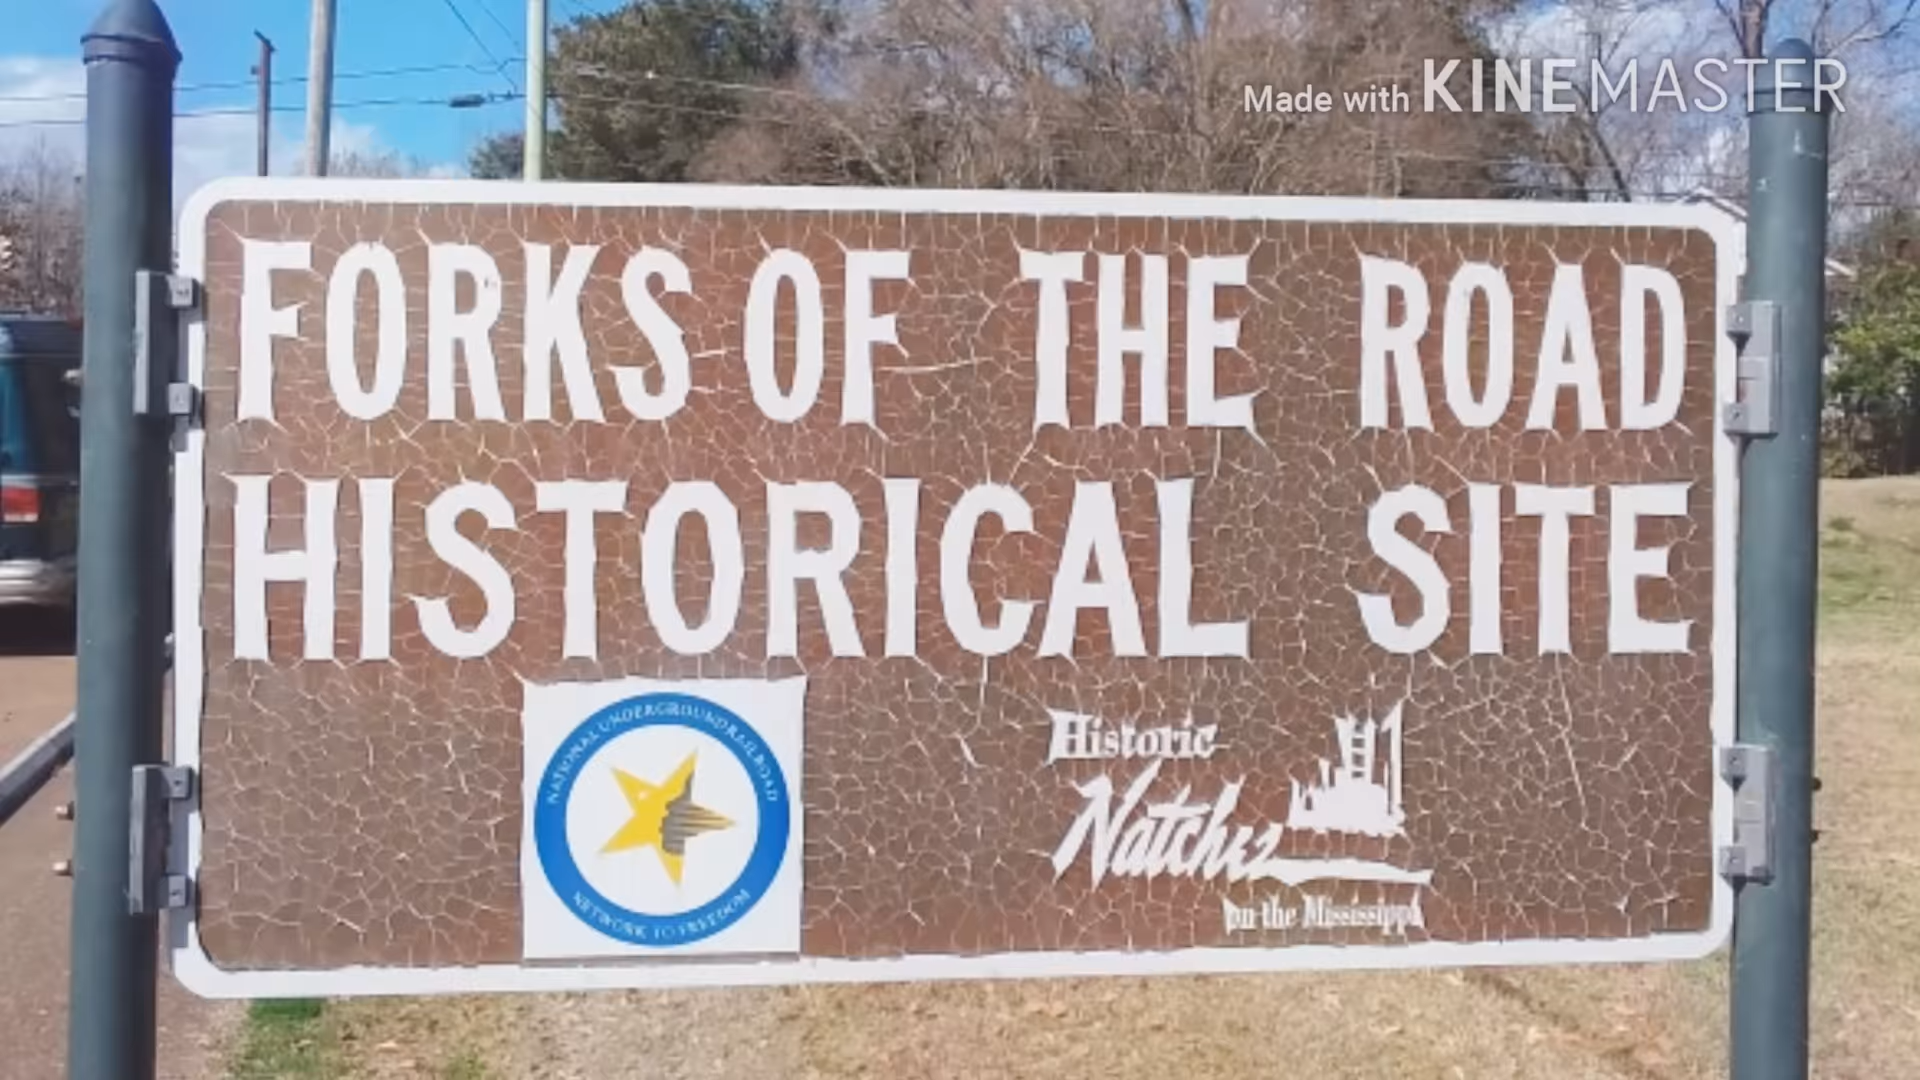 Made with KINEMASTER
FORKS OF THE ROAD
HISTORICAL SITE
NATIONAL UNDERGROUND RAILROAD
NETWORK TO FREEDOM
Historic
Natchez
on the Mississippi